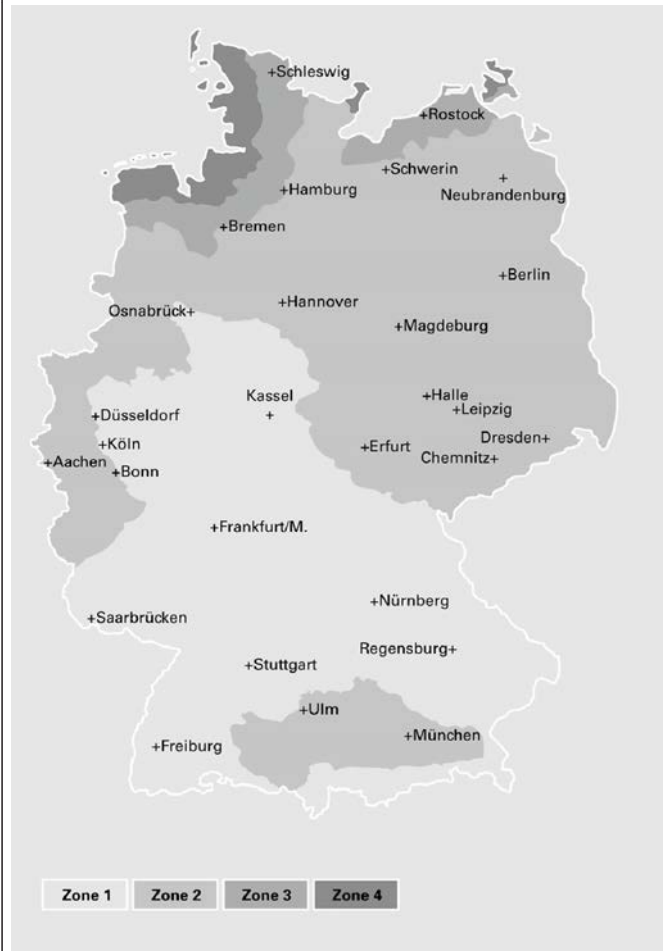 Schleswig
Rostock
Schwerin
Neubrandenburg
Hamburg
Bremen
Berlin
Hannover
Osnabrück
Magdeburg
Kassel
Halle
Leipzig
Düsseldorf
Dresden
Köln
Erfurt
Chemnitz
Aachen
Bonn
Frankfurt/M.
Nürnberg
Saarbrücken
Regensburg
Stuttgart
Ulm
München
Freiburg
Zone 1 Zone 2 Zone 3 Zone 4